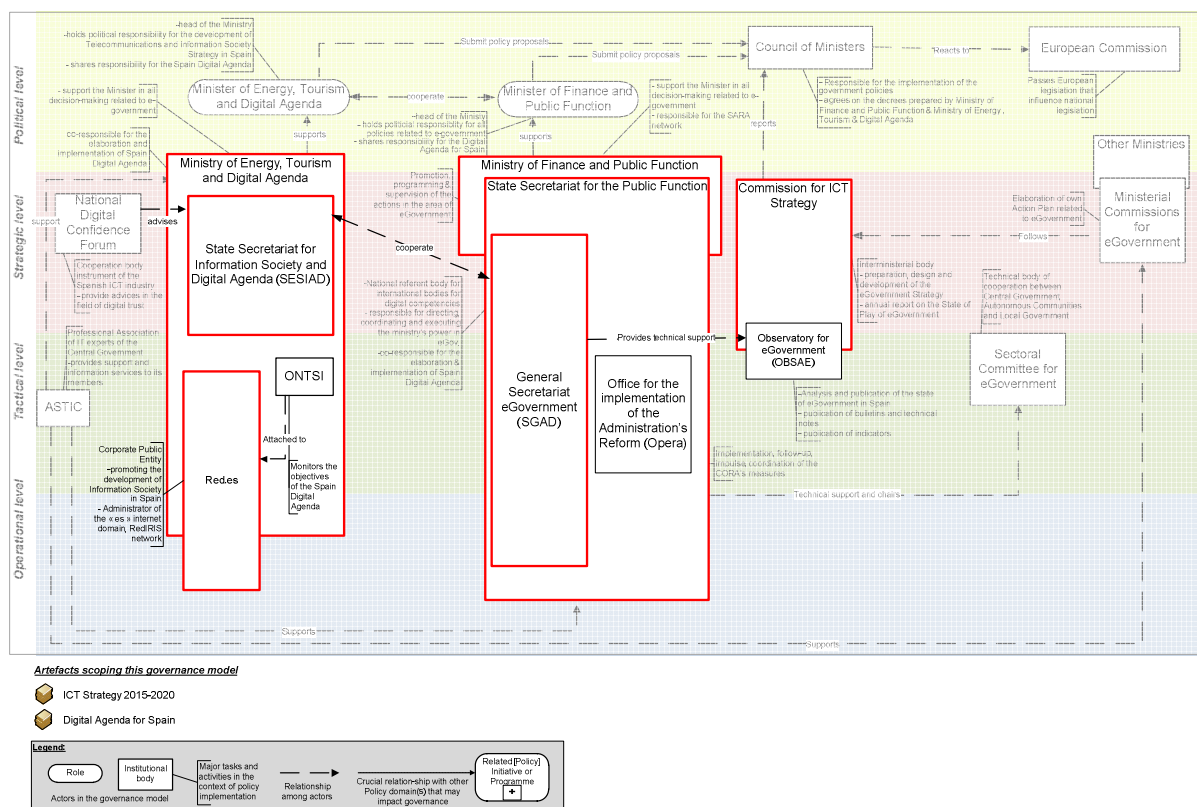 Political level
Strategic level
Tactical level
Operational level
-head of the Ministry
-holds political responsibility for the development of
Telecommunications and Information Society
Strategy in Spain
- shares responsibility for the Spain Digital Agenda
- support the Minister in all
decision-making related to e-
government
co-responsible for the
elaboration and
implementation of Spain
Digital Agenda
Minister of Energy, Tourism
and Digital Agenda
Submit policy proposals
Submit policy proposals
cooperate
supports
Minister of Finance and
Public Function
-head of the Ministy
- holds political responsibility for all
policies related to e-government
- shares responsibility of the Digital
Agenda for Spain
supports
- support the Minister in all
decision-making related to e-
government
- responsible for the SARA
network
Council of Ministers
reports
- Responsible for the implementation of the
government policies
- agrees on the decrees prepared by Ministry of
Finance and Public Function & Ministry of Energy ,
Tourism & Digital Agenda
Reacts to
European Commission
Passes European
legislation that
influence national
legislation
Other Ministries
Ministerial
Commissions
for
eGovernment
Elaboration of own
Action Plan related
to eGovernment
Follows
Ministry of Energy, Tourism
and Digital Agenda
State Secretariat for
Information Society and
Digital Agenda (SESIAD)
National
Digital
Confidence
Forum
support
advises
Cooperation body
instrument of the
Spanish ICT industry
- provide advices in the
field of digital trust
Professional Association
of IT experts of the
Central Government
-provides support and
information services to its
members
ASTIC
ONTSI
Attached to
Monitors the
objectives
of the Spain
Digital
Agenda
Red.es
Corporate Public
Entity
-promoting the
development of
Information Society
in Spain
- Administrator of
the « es » internet
domain, RedIRIS
network
cooperate
Ministry of Finance and Public Function
State Secretariat for the Public Function
Promotion,
programming &
supervision of the
actions in the area of
eGovernment
-National referent body for
international bodies for
digital competencies
- responsible for directing,
coordinating and executing
the ministry's power in
eGov.
-co-responsible for the
elaboration &
implementation of Spain
Digital Agenda
General
Secretariat
eGovernment
(SGAD)
Office for the
implementation
of the
Administration's
Reform (Opera)
Provides technical support
Implementation, follow-up,
impulse, coordination of the
CORA's measures
Commission for ICT
Strategy
Interministerial body
- preparation, design and
development of the
eGovernment Strategy
- annual report on the State of
Play of eGovernment
Observatory for
eGovernment
(OBSAE)
-Analysis and publication of the state
of eGovernment in Spain
- publication of bulletins and technical
notes
- publication of indicators
Technical body of
cooperation between
Central Government,
Autonomous Communities
and Local Government
Sectoral
Committee for
eGovernment
Technical support and chairs
Supports
Supports
Artefacts scoping this governance model
ICT Strategy 2015-2020
Digital Agenda for Spain
Legend:
Role
Institutional
body
Actors in the governance model
Major tasks and
activities in the
context of policy
implementation
Relationship
among actors
Crucial relation-ship with other
Policy domain(s) that may
impact governance
Related [Policy]
Initiative or
Programme
+